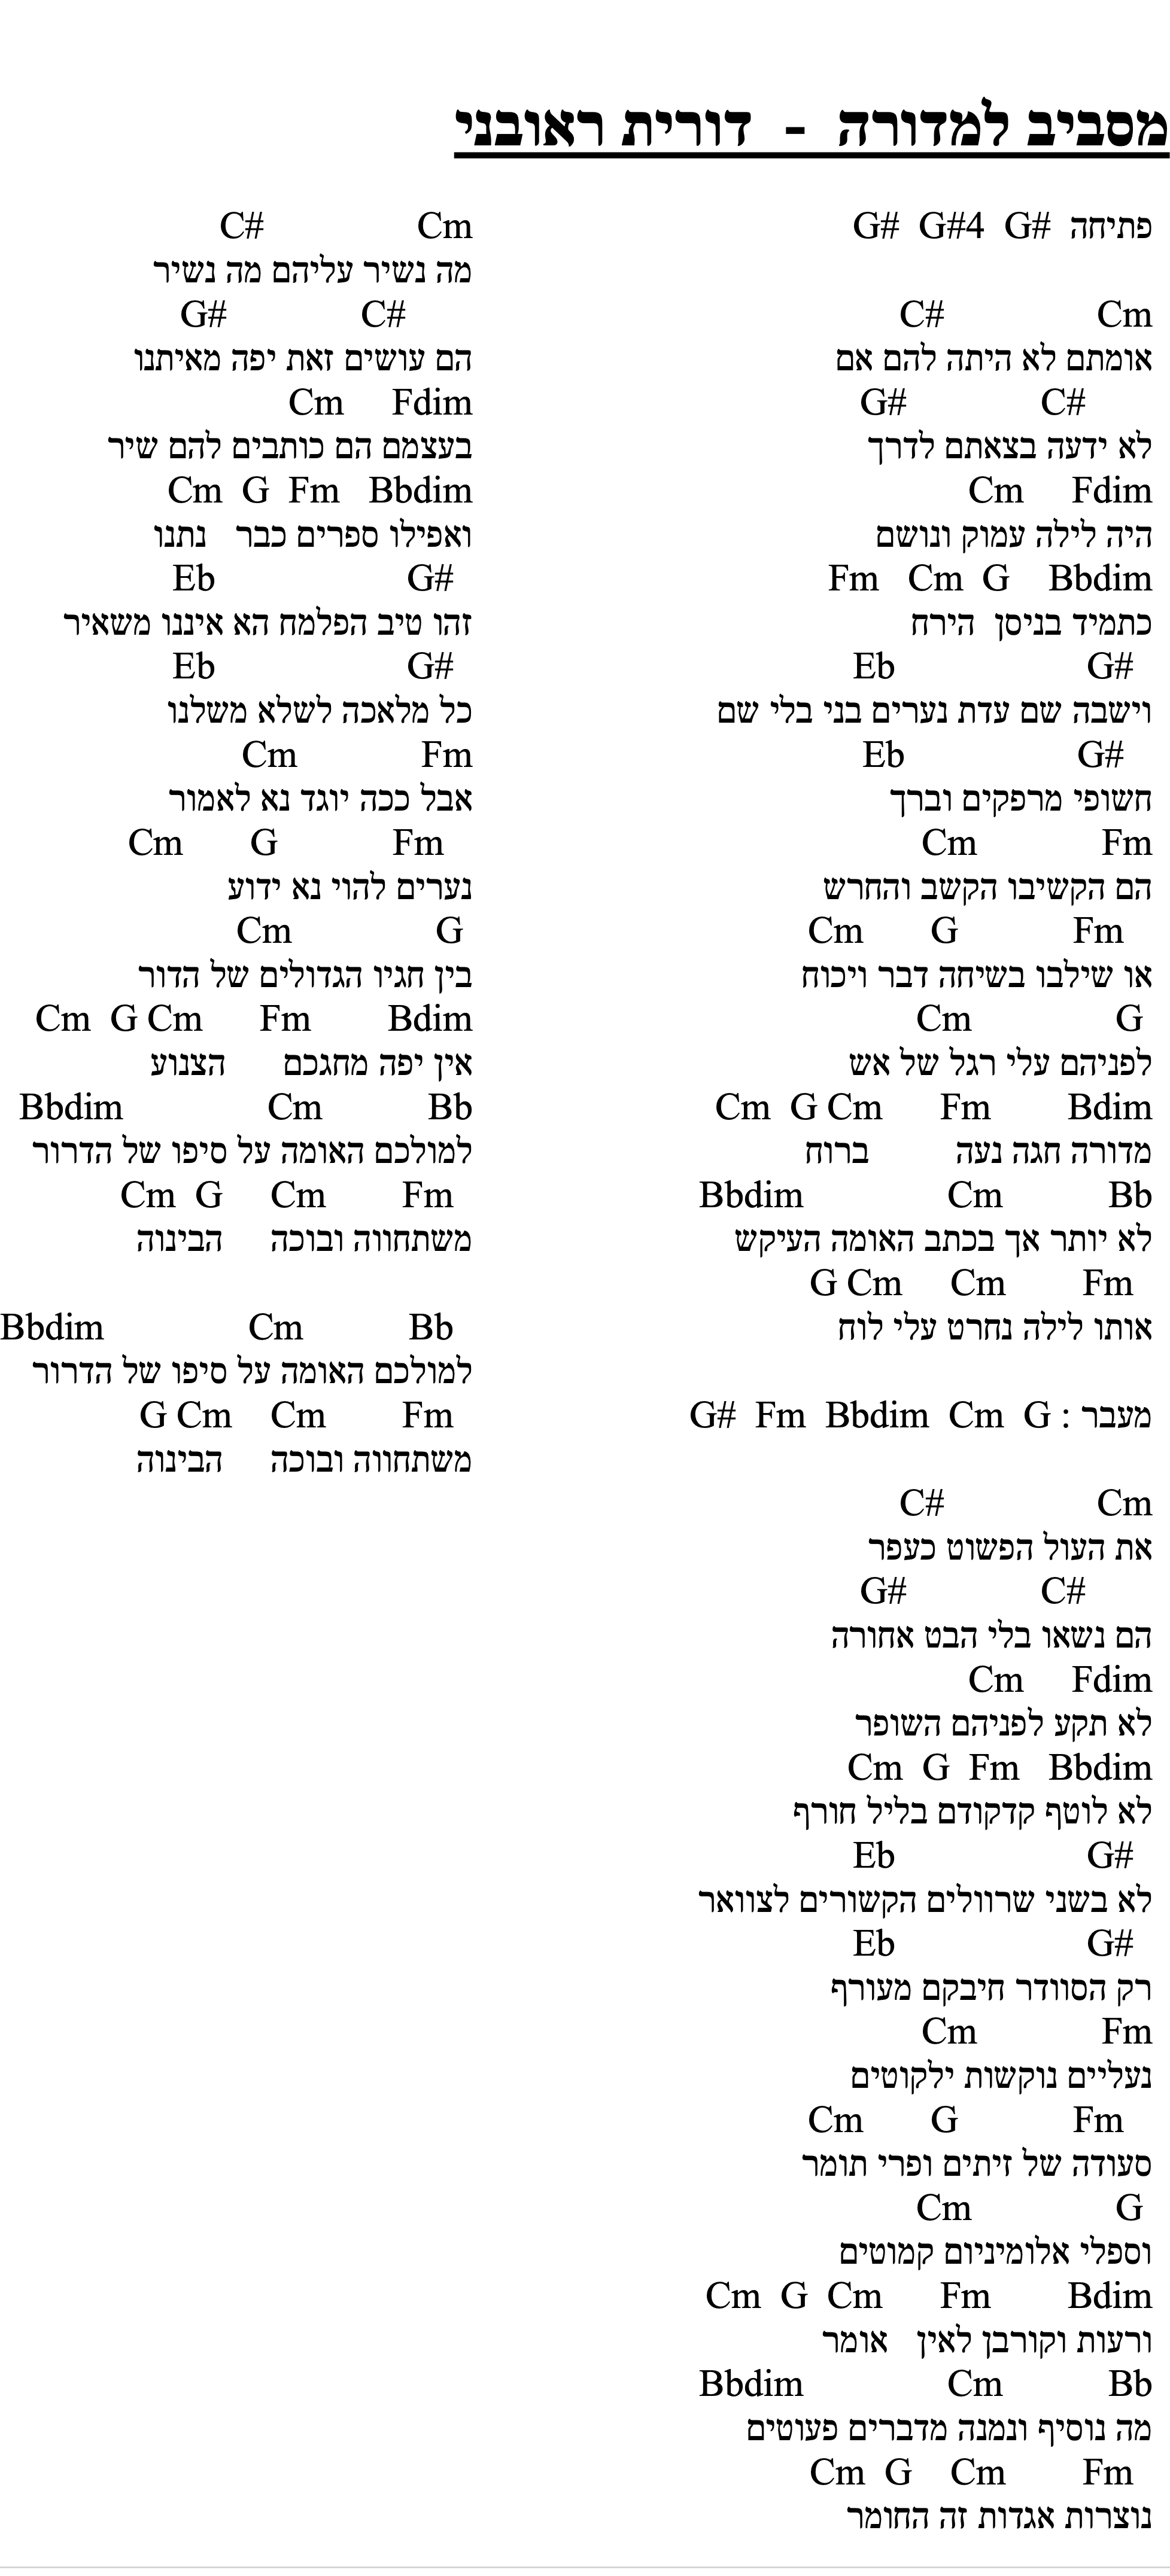 מסביב למדורה - דורית ראובני
פתיחה G# G#4 G#
Cm C#
אומתם לא היתה להם אם
C# G#
לא ידעה בצאתם לדרך
Fdim Cm
היה לילה עמוק ונושם
Bbdim G Cm Fm
כתמיד בניסן הירח
G# Eb
וישבה שם עדת נערים בני בלי שם
G# Eb
חשופי מרפקים וברך
Fm Cm
הם הקשיבו הקשב והחרש
Fm G Cm
או שילבו בשיחה דבר ויכוח
G Cm
לפניהם עלי רגל של אש
Bdim Fm Cm G Cm
מדורה חגה נעה ברוח
Bb Cm Bbdim
לא יותר אך בכתב האומה העיקש
Fm Cm G Cm
אותו לילה נחרט עלי לוח
מעבר : G# Fm Bbdim Cm G
Cm C#
את העול הפשוט כעפר
C# G#
הם נשאו בלי הבט אחורה
Fdim Cm
לא תקע לפניהם השופר
Bbdim Fm G Cm
לא לוטף קדקודם בליל חורף
G# Eb
לא בשני שרוולים הקשורים לצוואר
G# Eb
רק הסוודר חיבקם מעורף
Fm Cm
נעליים נוקשות ילקוטים
Fm G Cm
סעודה של זיתים ופרי תומר
G Cm
וספלי אלומיניום קמוטים
Bdim Fm Cm G Cm
ורעות וקורבן לאין אומר
Bb Cm Bbdim
מה נוסיף ונמנה מדברים פעוטים
Fm Cm G Cm
נוצרות אגדות זה החומר
Cm C#
מה נשיר עליהם מה נשיר
C# G#
הם עושים זאת יפה מאיתנו
Fdim Cm
בעצמם הם כותבים להם שיר
Bbdim Fm G Cm
ואפילו ספרים כבר נתנו
G# Eb
זהו טיב הפלמח הא איננו משאיר
G# Eb
כל מלאכה לשלא משלנו
Fm Cm
אבל ככה יוגד נא לאמור
Fm G Cm
נערים להוי נא ידוע
G Cm
בין חגיו הגדולים של הדור
Bdim Fm Cm G Cm
אין יפה מחגכם הצנוע
Bb Cm Bbdim
למולכם האומה על סיפו של הדרור
Fm Cm G Cm
משתחווה ובוכה הבינוה
Bb Cm Bbdim
למולכם האומה על סיפו של הדרור
Fm Cm G Cm
משתחווה ובוכה הבינוה